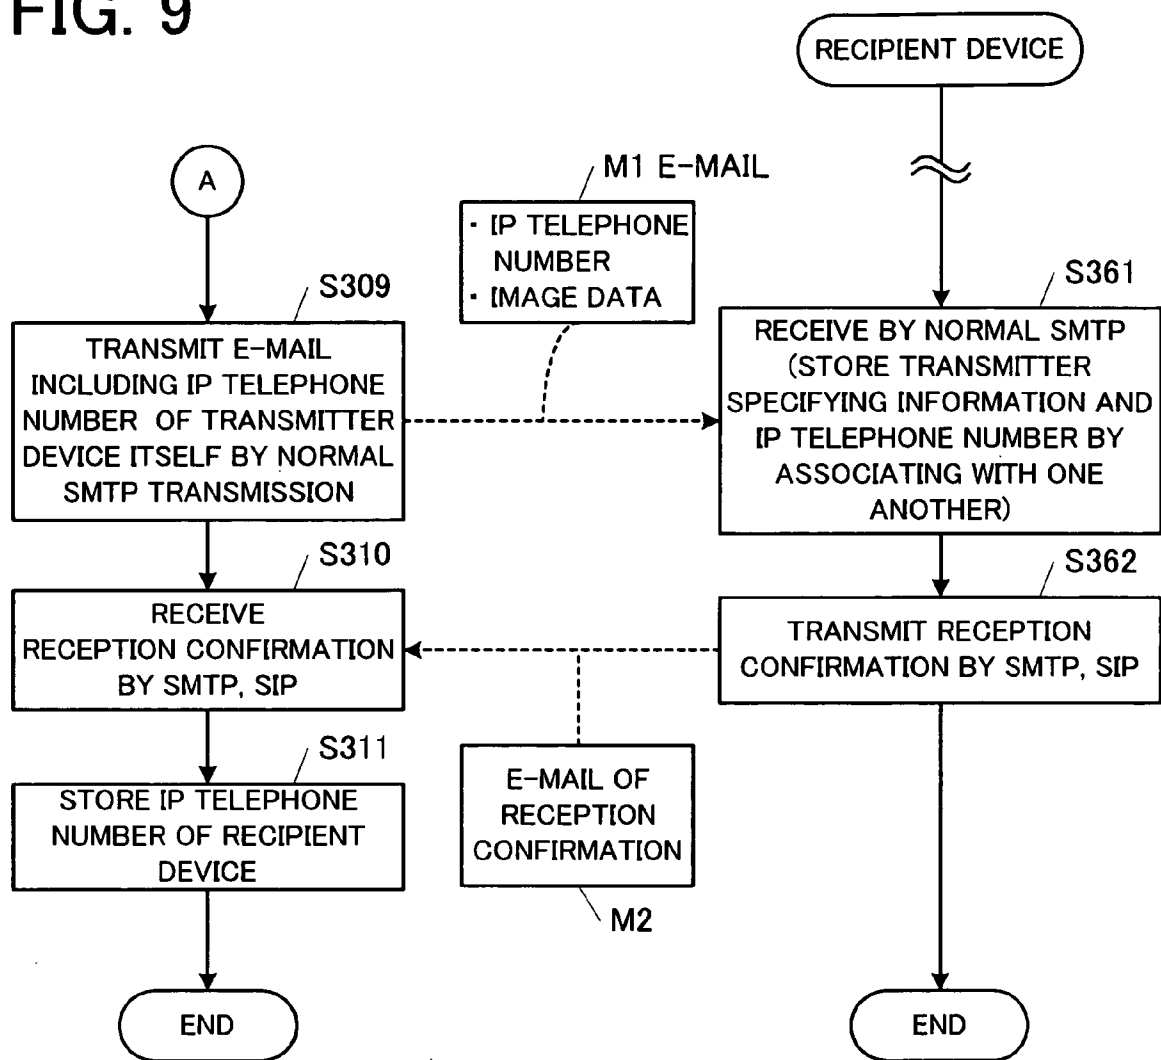 FIG. 9
RECIPIENT DEVICE
A
M1 E-MAIL
· IP TELEPHONE
NUMBER
· IMAGE DATA
S309
TRANSMIT E-MAIL
INCLUDING IP TELEPHONE
NUMBER OF TRANSMITTER
DEVICE ITSELF BY NORMAL
SMTP TRANSMISSION
S361
RECEIVE BY NORMAL SMTP
(STORE TRANSMITTER
SPECIFYING INFORMATION AND
IP TELEPHONE NUMBER BY
ASSOCIATING WITH ONE
ANOTHER)
S310
RECEIVE
RECEPTION CONFIRMATION
BY SMTP, SIP
S362
TRANSMIT RECEPTION
CONFIRMATION BY SMTP, SIP
S311
STORE IP TELEPHONE
NUMBER OF RECIPIENT
DEVICE
E-MAIL OF
RECEPTION
CONFIRMATION
M2
END
END